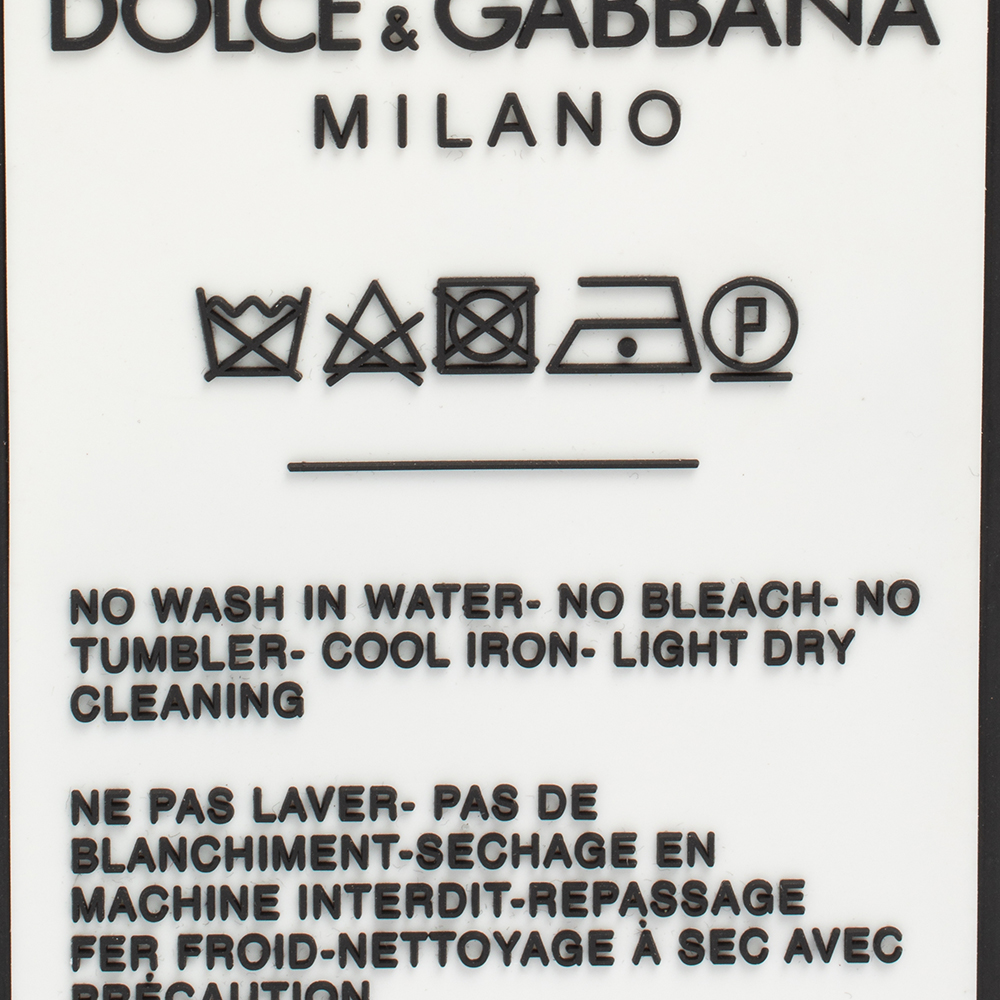 DOLCE & GABBANA
MILANO
P
NO WASH IN WATER- NO BLEACH- NO
TUMBLER- COOL IRON- LIGHT DRY
CLEANING
NE PAS LAVER- PAS DE
BLANCHIMENT-SECHAGE EN
MACHINE INTERDIT-REPASSAGE
FER FROID-NETTOYAGE À SEC AVEC
PRÉCAUTION